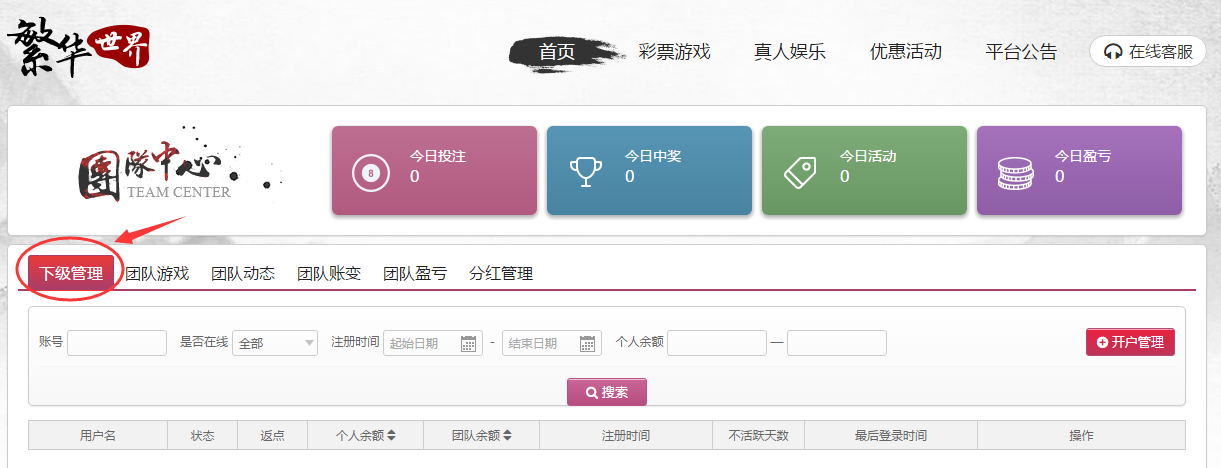 繁华世界
首页 彩票游戏 真人娱乐 优惠活动 平台公告 在线客服
團隊中心
TEAM CENTER
8 今日投注
0
今日中奖
0
今日活动
0
今日盈亏
0
下级管理 团队游戏 团队动态 团队账变 团队盈亏 分红管理
账号 是否在线 全部 注册时间 起始日期 - 结束日期 个人余额 — 开户管理
搜索
用户名 状态 返点 个人余额 团队余额 注册时间 不活跃天数 最后登录时间 操作